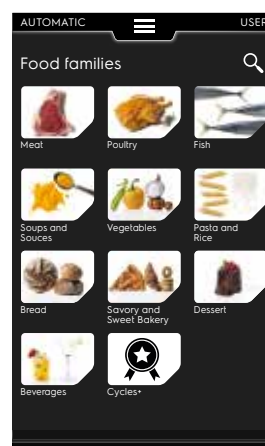 AUTOMATIC
USER
Food families
Meat
Poultry
Fish
Soups and
Souces
Vegetables
Pasta and
Rice
Bread
Savory and
Sweet Bakery
Dessert
Beverages
Cycles+